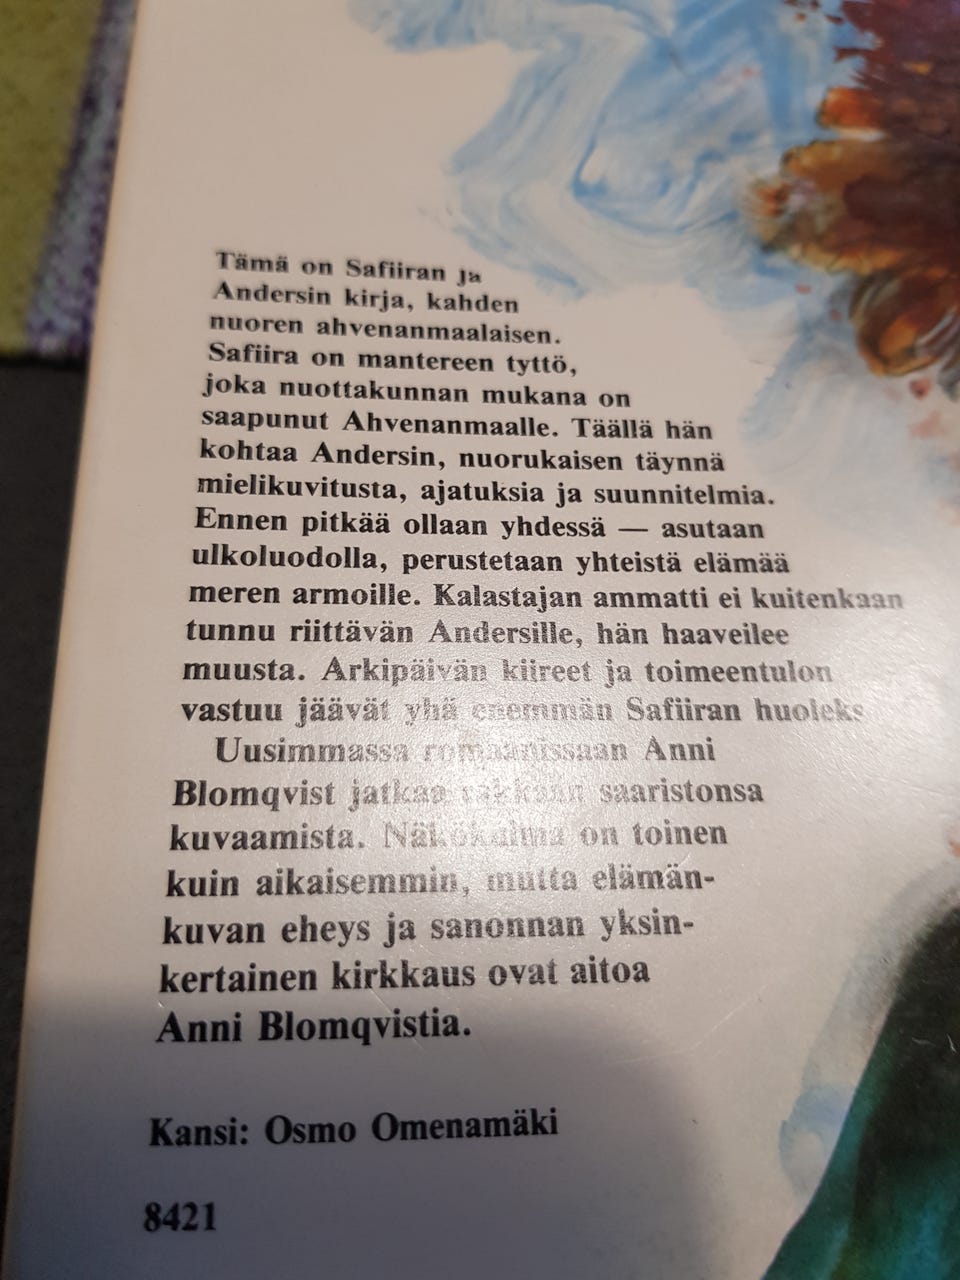 Tämä on Safiiran ja
Andersin kirja, kahden
nuoren ahvenanmaalaisen.
Safiira on mantereen tyttö,
joka nuottakunnan mukana on
saapunut Ahvenanmaalle. Täällä hän
kohtaa Andersin, nuorukaisen täynnä
mielikuvitusta, ajatuksia ja suunnitelmia.
Ennen pitkää ollaan yhdessä — asutaan
ulkoluodolla, perustetaan yhteistä elämää
meren armoille. Kalastajan ammatti ei kuitenkaan
tunnu riittävän Andersille, hän haaveilee
muusta. Arkipäivän kiireet ja toimeentulon
vastuu jäävät yhä enemmän Safiiran huoleks
Uusimmassa romaanissaan Anni
Blomqvist jatkaa rakkaan saaristonsa
kuvaamista. Näkökulma on toinen
kuin aikaisemmin, mutta elämän-
kuvan eheys ja sanonnan yksin-
kertainen kirkkaus ovat aitoa
Anni Blomqvistia.
Kansi: Osmo Omenamäki
8421